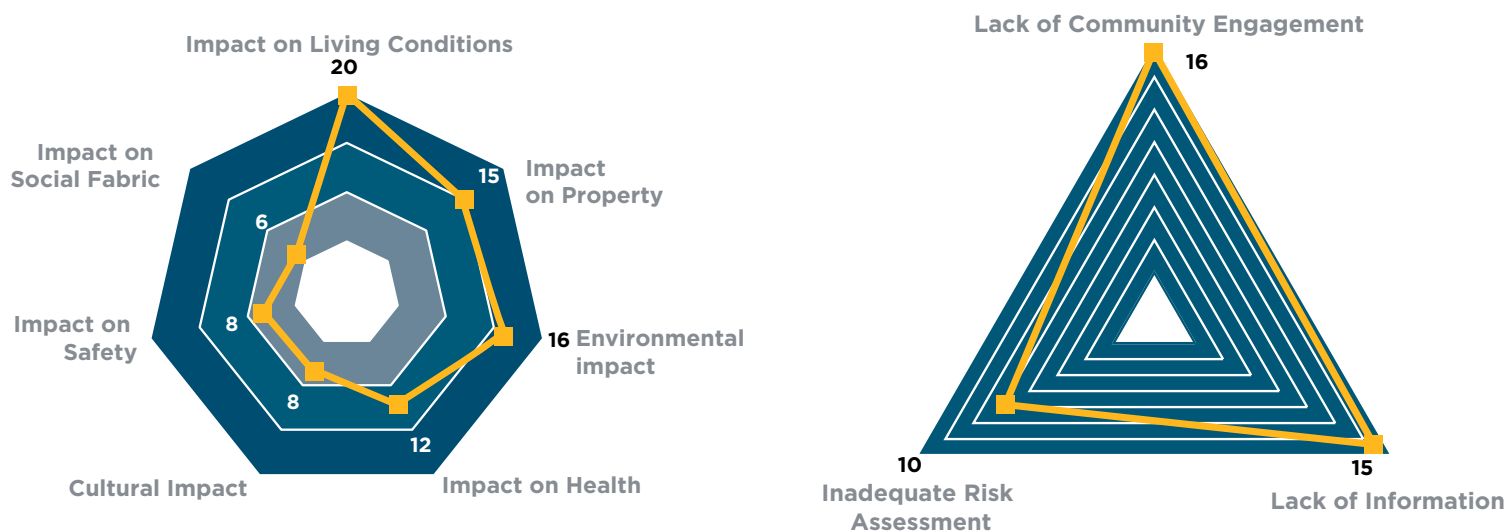 Impact on Living Conditions
20
Impact on
Social Fabric
6
15
Impact
on Property
Impact on
Safety
8
16
Environmental
impact
8
12
Cultural Impact
Impact on Health
Lack of Community Engagement
16
10
Inadequate Risk
Assessment
15
Lack of Information